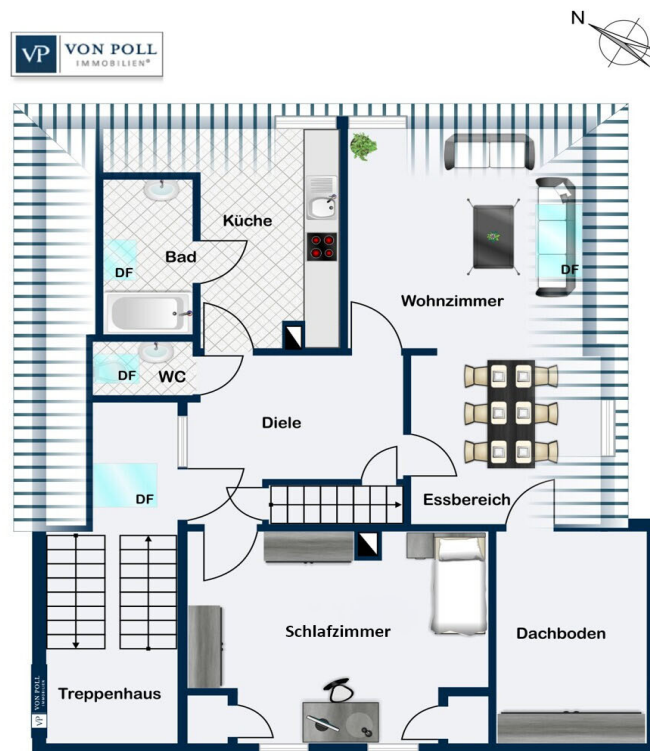 N
VP VON POLL
IMMOBILIEN®
Küche
Bad
DF
Wohnzimmer
DF
DF
WC
Diele
DF
Essbereich
Schlafzimmer
Dachboden
Treppenhaus
VP VON POLL
IMMOBILIEN